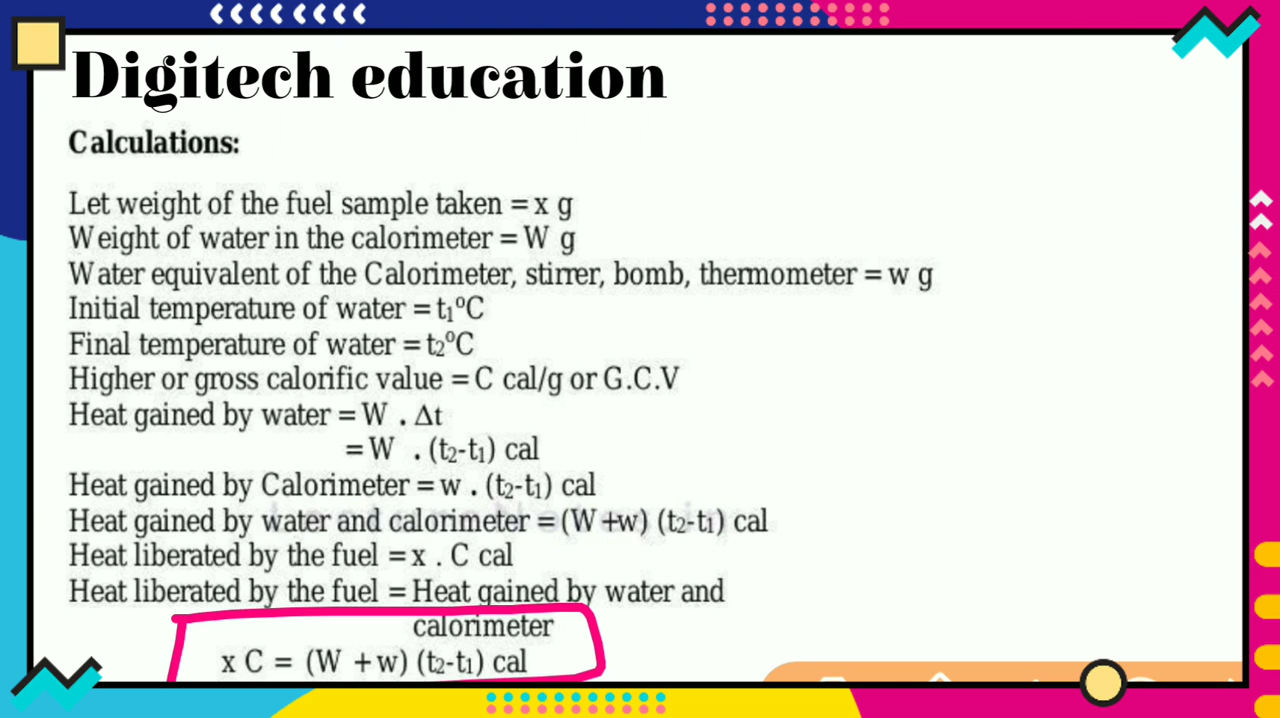 Digitech education
Calculations:
Let weight of the fuel sample taken = x g
Weight of water in the calorimeter = W g
Water equivalent of the Calorimeter, stirrer, bomb, thermometer = w g
Initial temperature of water = t₁ºC
Final temperature of water = t₂ºC
Higher or gross calorific value = C cal/g or G.C.V
Heat gained by water = W . Δt
= W . (t₂-t₁) cal
Heat gained by Calorimeter = w . (t₂-t₁) cal
Heat gained by water and calorimeter = (W +w) (t₂-t₁) cal
Heat liberated by the fuel = x . C cal
Heat liberated by the fuel = Heat gained by water and
calorimeter
x C = (W + w) (t₂-t₁) cal